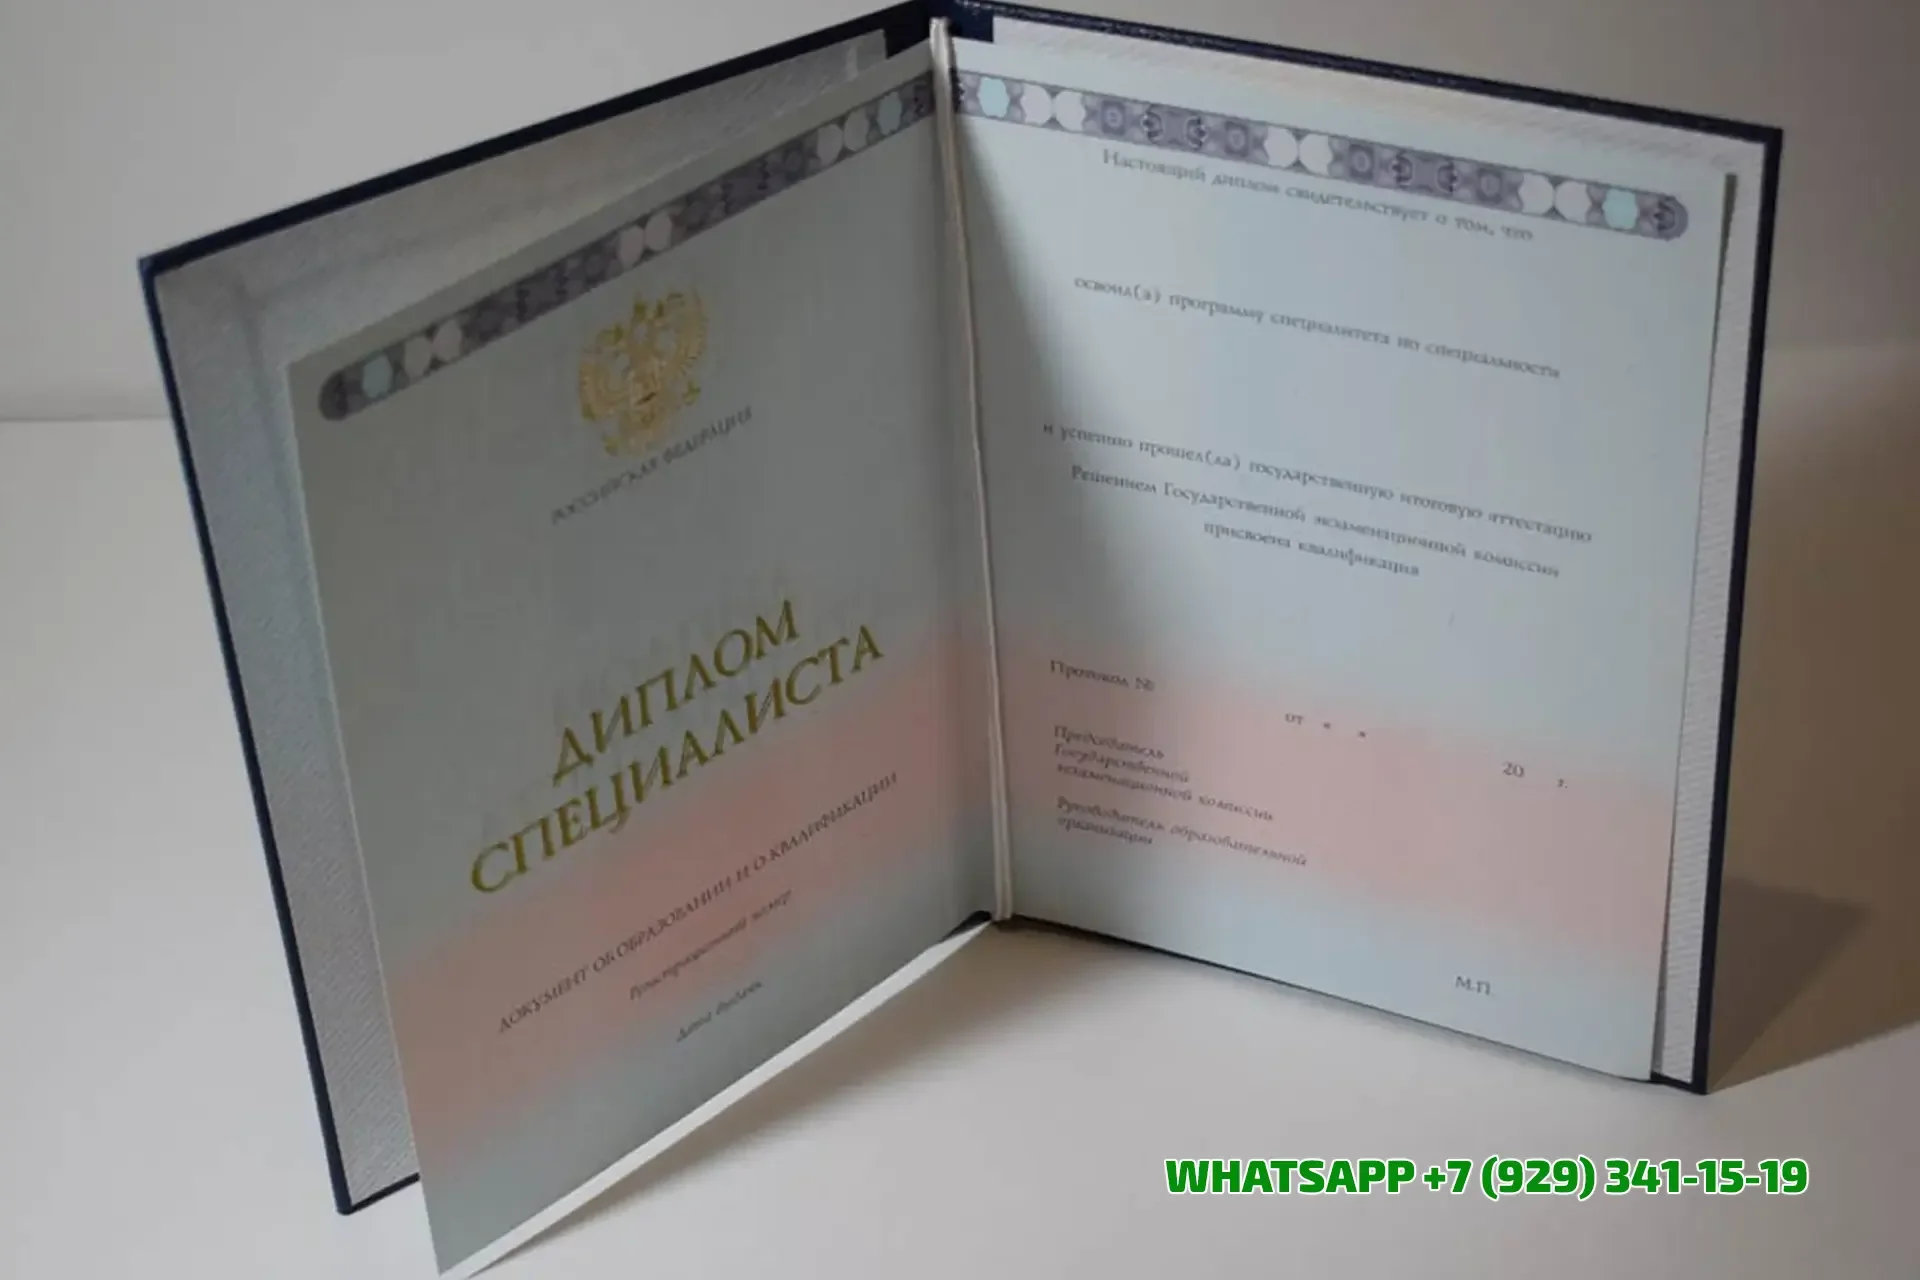 РОССИЙСКАЯ ФЕДЕРАЦИЯ
ДИПЛОМ
СПЕЦИАЛИСТА
ДОКУМЕНТ ОБ ОБРАЗОВАНИИ И О КВАЛИФИКАЦИИ
Регистрационный номер
Дата выдачи
Настоящий диплом свидетельствует о том, что
освоил(а) программу специалитета по специальности
и успешно прошел(ла) государственную итоговую аттестацию
Решением Государственной экзаменационной комиссии
присвоена квалификация
Протокол №
от « »
20 г.
Председатель
Государственной
экзаменационной комиссии
Руководитель образовательной
организации
М.П.
WHATSAPP +7 (929) 341-15-19